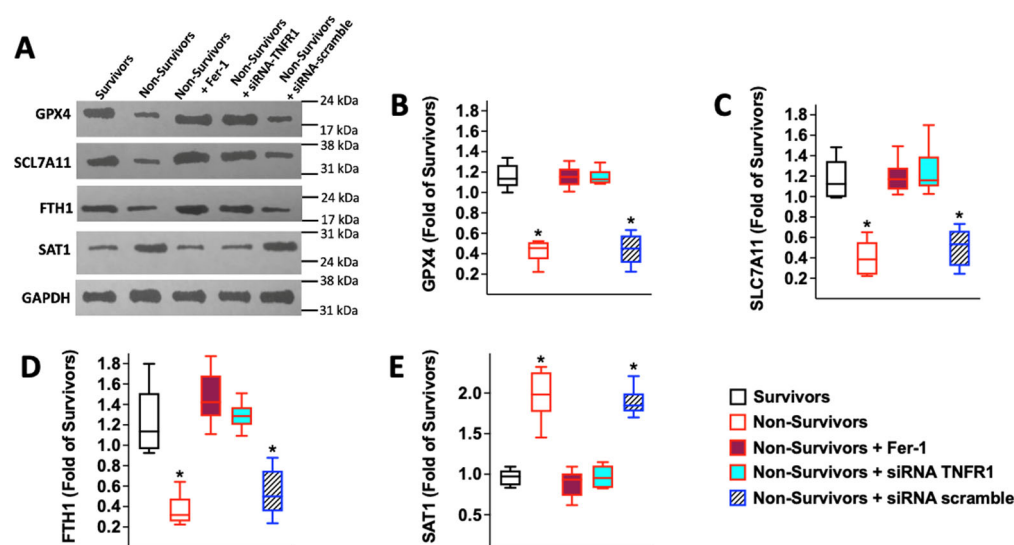 A
Survivors
Non-Survivors
Non-Survivors
+ Fer-1
Non-Survivors
+ siRNA-TNFR1
Non-Survivors
+ siRNA-scramble
GPX4
24 kDa
17 kDa
SCL7A11
38 kDa
31 kDa
FTH1
24 kDa
17 kDa
SAT1
31 kDa
24 kDa
GAPDH
38 kDa
31 kDa
B
GPX4 (Fold of Survivors)
1.8
1.6
1.4
1.2
1.0
0.8
0.6
0.4
0.2
*
*
C
SLC7A11 (Fold of Survivors)
1.8
1.6
1.4
1.2
1.0
0.8
0.6
0.4
0.2
*
*
D
FTH1 (Fold of Survivors)
1.8
1.6
1.4
1.2
1.0
0.8
0.6
0.4
0.2
*
*
E
SAT1 (Fold of Survivors)
2.0
1.5
1.0
0.5
*
*
Survivors
Non-Survivors
Non-Survivors + Fer-1
Non-Survivors + siRNA TNFR1
Non-Survivors + siRNA scramble